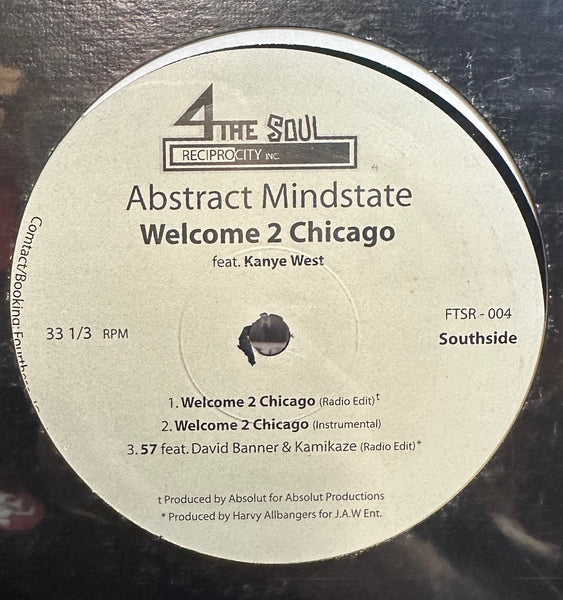 4 THE SOUL
RECIPROCITY INC.
Abstract Mindstate
Welcome 2 Chicago
feat. Kanye West
Comtact/Booking:
33 1/3 RPM
FTSR - 004
Southside
1. Welcome 2 Chicago (Radio Edit)†
2. Welcome 2 Chicago (Instrumental)
3. 57 feat. David Banner & Kamikaze (Radio Edit)*
† Produced by Absolut for Absolut Productions
* Produced by Harvy Allbangers for J.A.W Ent.